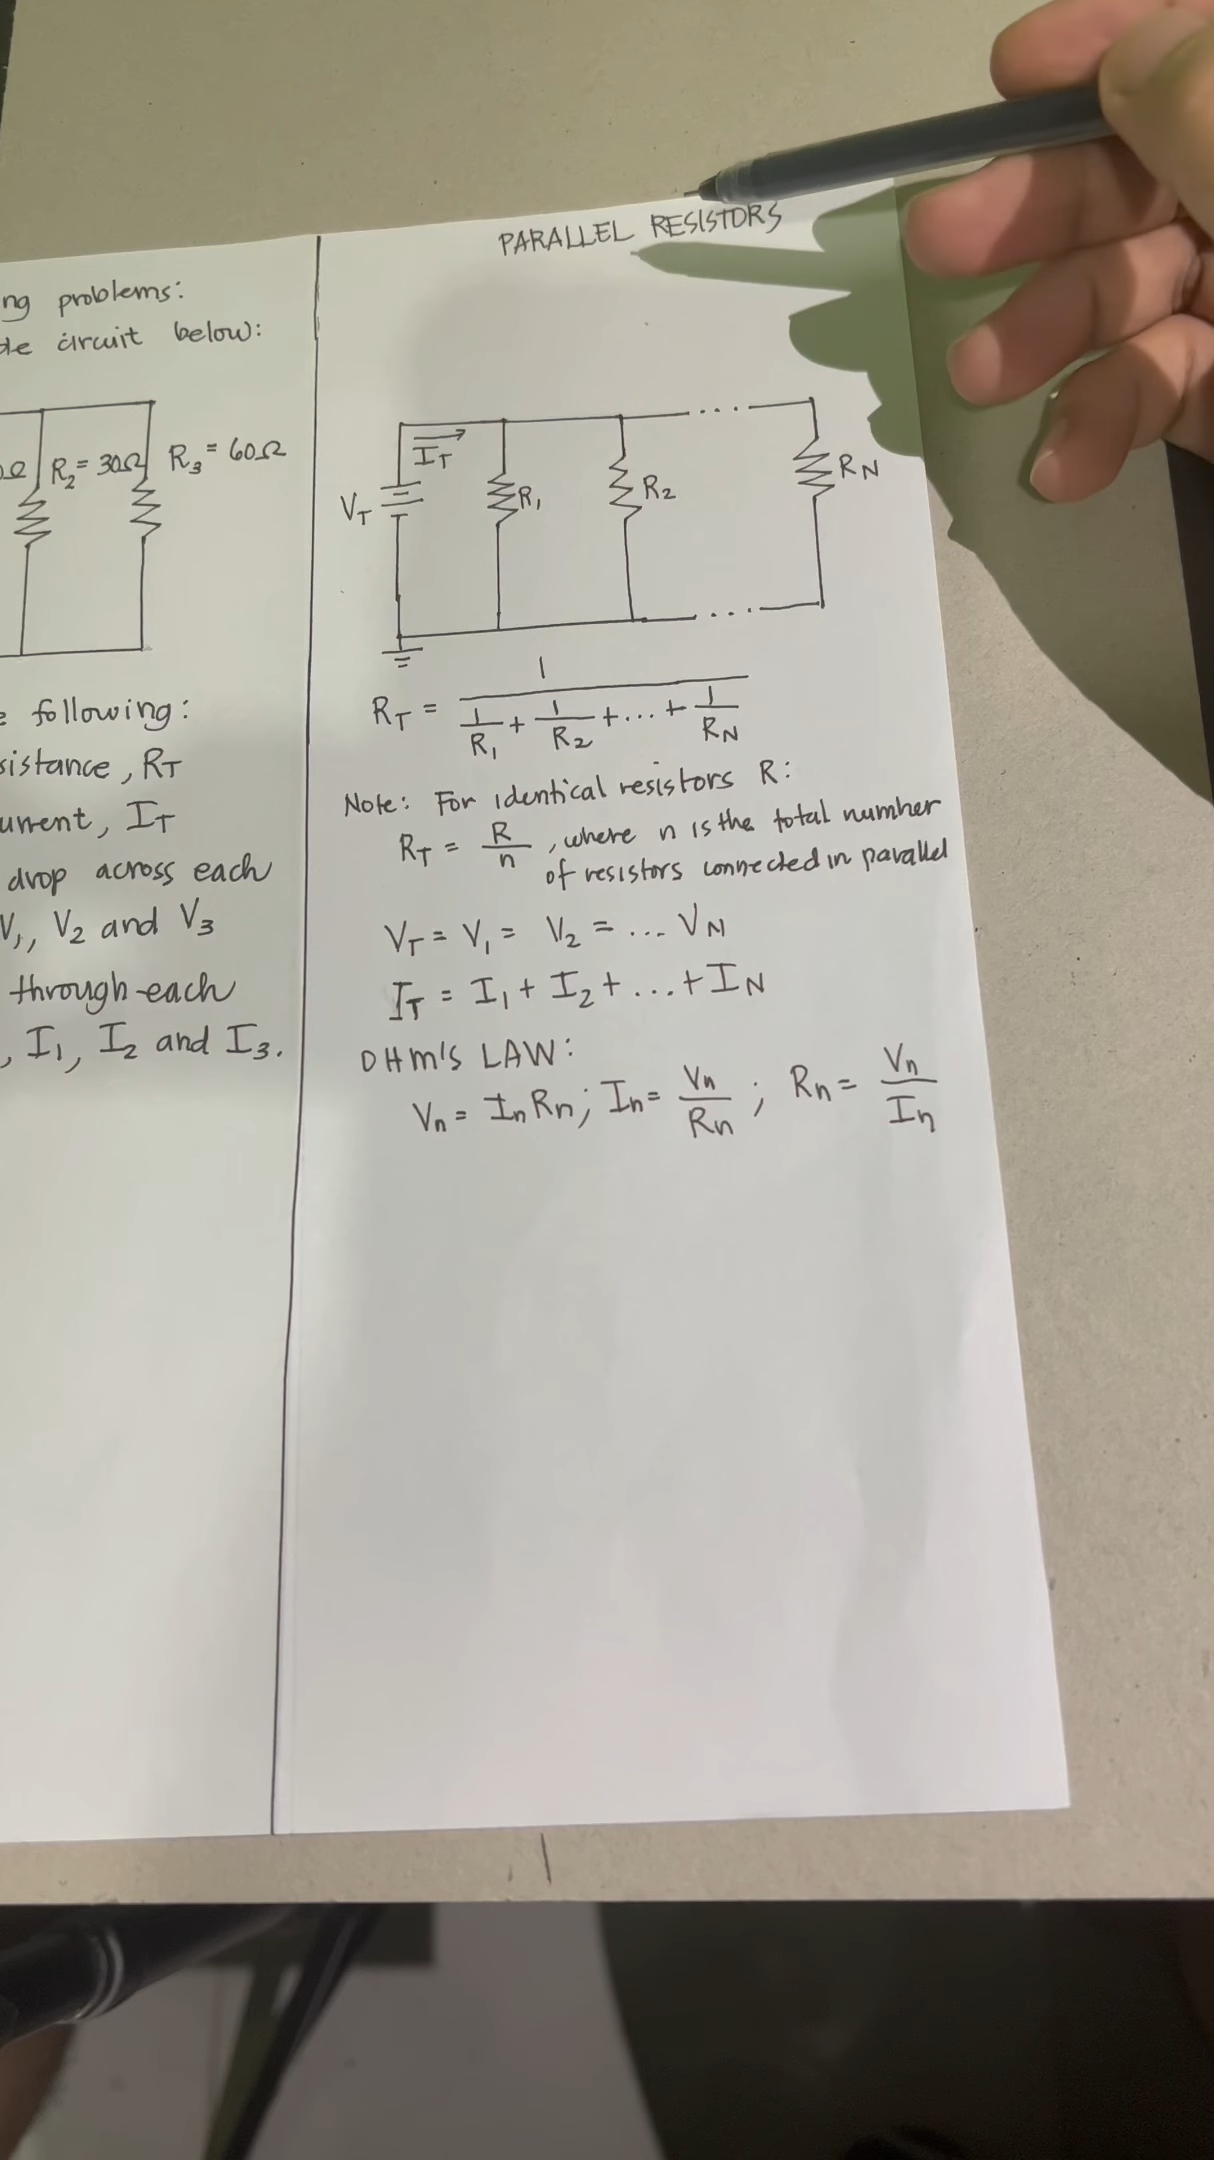 ng problems:
circuit below:
Ω R₂ = 30Ω R₃ = 60Ω
following:
sistance, RT
urrent, IT
drop across each
V₁, V₂ and V₃
through each
, I₁, I₂ and I₃.
PARALLEL RESISTORS
IT
VT
R₁
R₂
...
RN
...
RT = 1 / (1/R₁ + 1/R₂ + ... + 1/RN)
Note: For identical resistors R:
RT = R/n , where n is the total number
of resistors connected in parallel
VT = V₁ = V₂ = ... VN
IT = I₁ + I₂ + ... + IN
OHM'S LAW:
Vn = InRn; In = Vn/Rn ; Rn = Vn/In